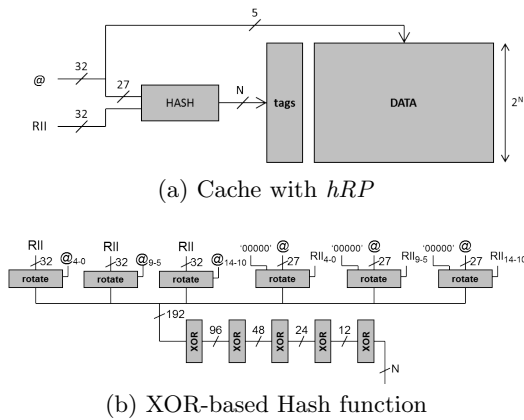 5
@
32
27
RII
32
HASH
N
tags
DATA
2^N
(a) Cache with hRP
RII RII RII '00000' @ '00000' @ '00000' @
32 @4-0 32 @9-5 32 @14-10 27 RII4-0 27 RII9-5 27 RII14-10
rotate rotate rotate rotate rotate rotate
192
XOR 96 XOR 48 XOR 24 XOR 12 XOR
N
(b) XOR-based Hash function